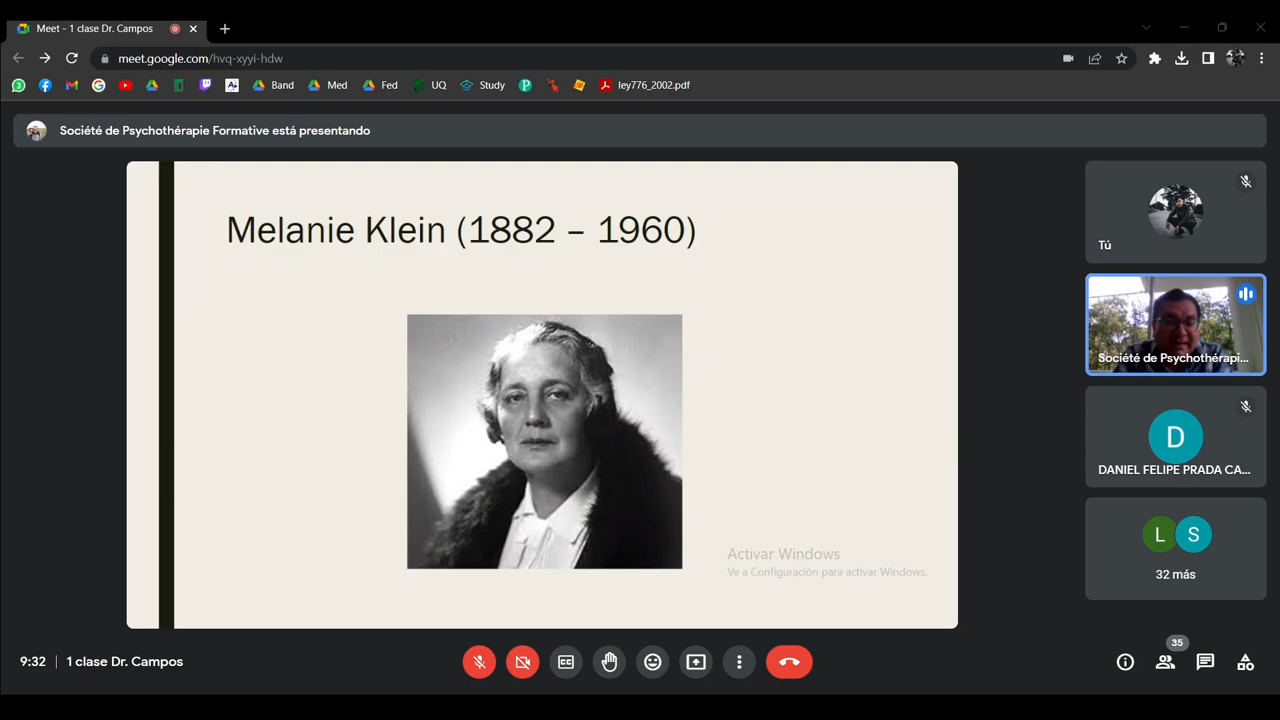 Meet - 1 clase Dr. Campos
meet.google.com/hvq-xyyi-hdw
3
Band
Med
Fed
UQ
Study
ley776_2002.pdf
Société de Psychothérapie Formative está presentando
Melanie Klein (1882 – 1960)
Activar Windows
Ve a Configuración para activar Windows.
Tú
Société de Psychothérapi...
D
DANIEL FELIPE PRADA CA...
L
S
32 más
9:32
1 clase Dr. Campos
35